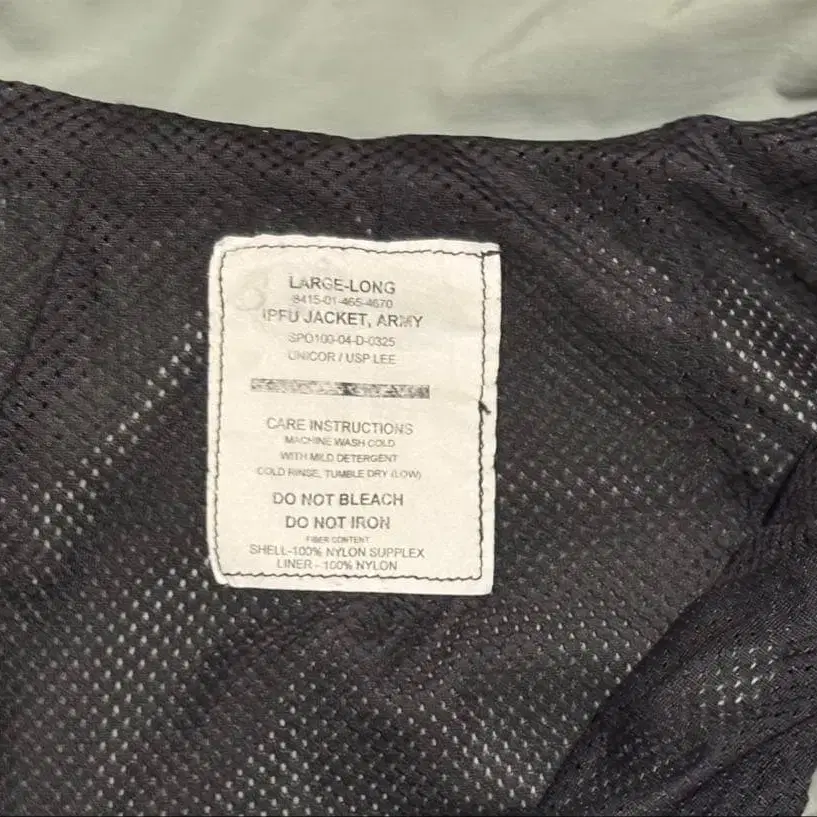 LARGE-LONG
8415-01-465-4670
IPFU JACKET, ARMY
SPO100-04-D-0325
UNICOR / USP LEE
CARE INSTRUCTIONS
MACHINE WASH COLD
WITH MILD DETERGENT
COLD RINSE, TUMBLE DRY (LOW)
DO NOT BLEACH
DO NOT IRON
FIBER CONTENT
SHELL-100% NYLON SUPPLEX
LINER - 100% NYLON